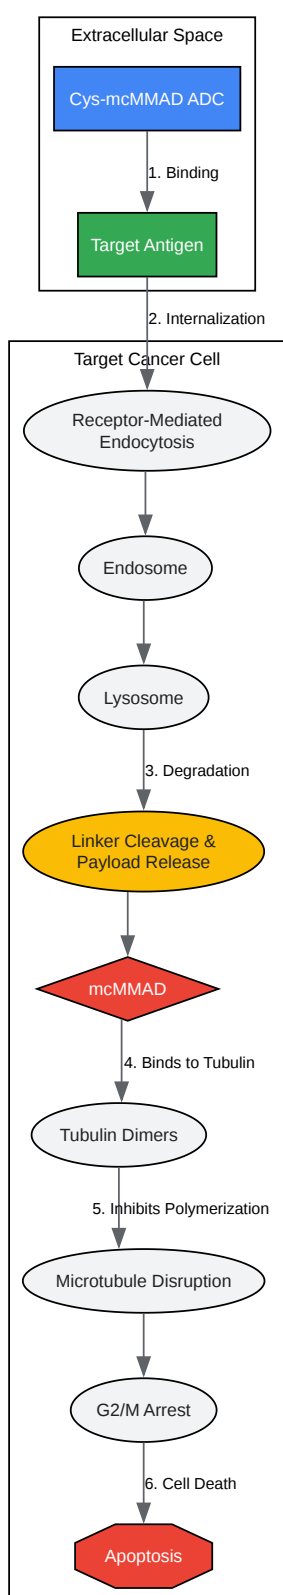 Extracellular Space
Cys-mcMMAD ADC
1. Binding
Target Antigen
2. Internalization
Target Cancer Cell
Receptor-Mediated
Endocytosis
Endosome
Lysosome
3. Degradation
Linker Cleavage &
Payload Release
mcMMAD
4. Binds to Tubulin
Tubulin Dimers
5. Inhibits Polymerization
Microtubule Disruption
G2/M Arrest
6. Cell Death
Apoptosis